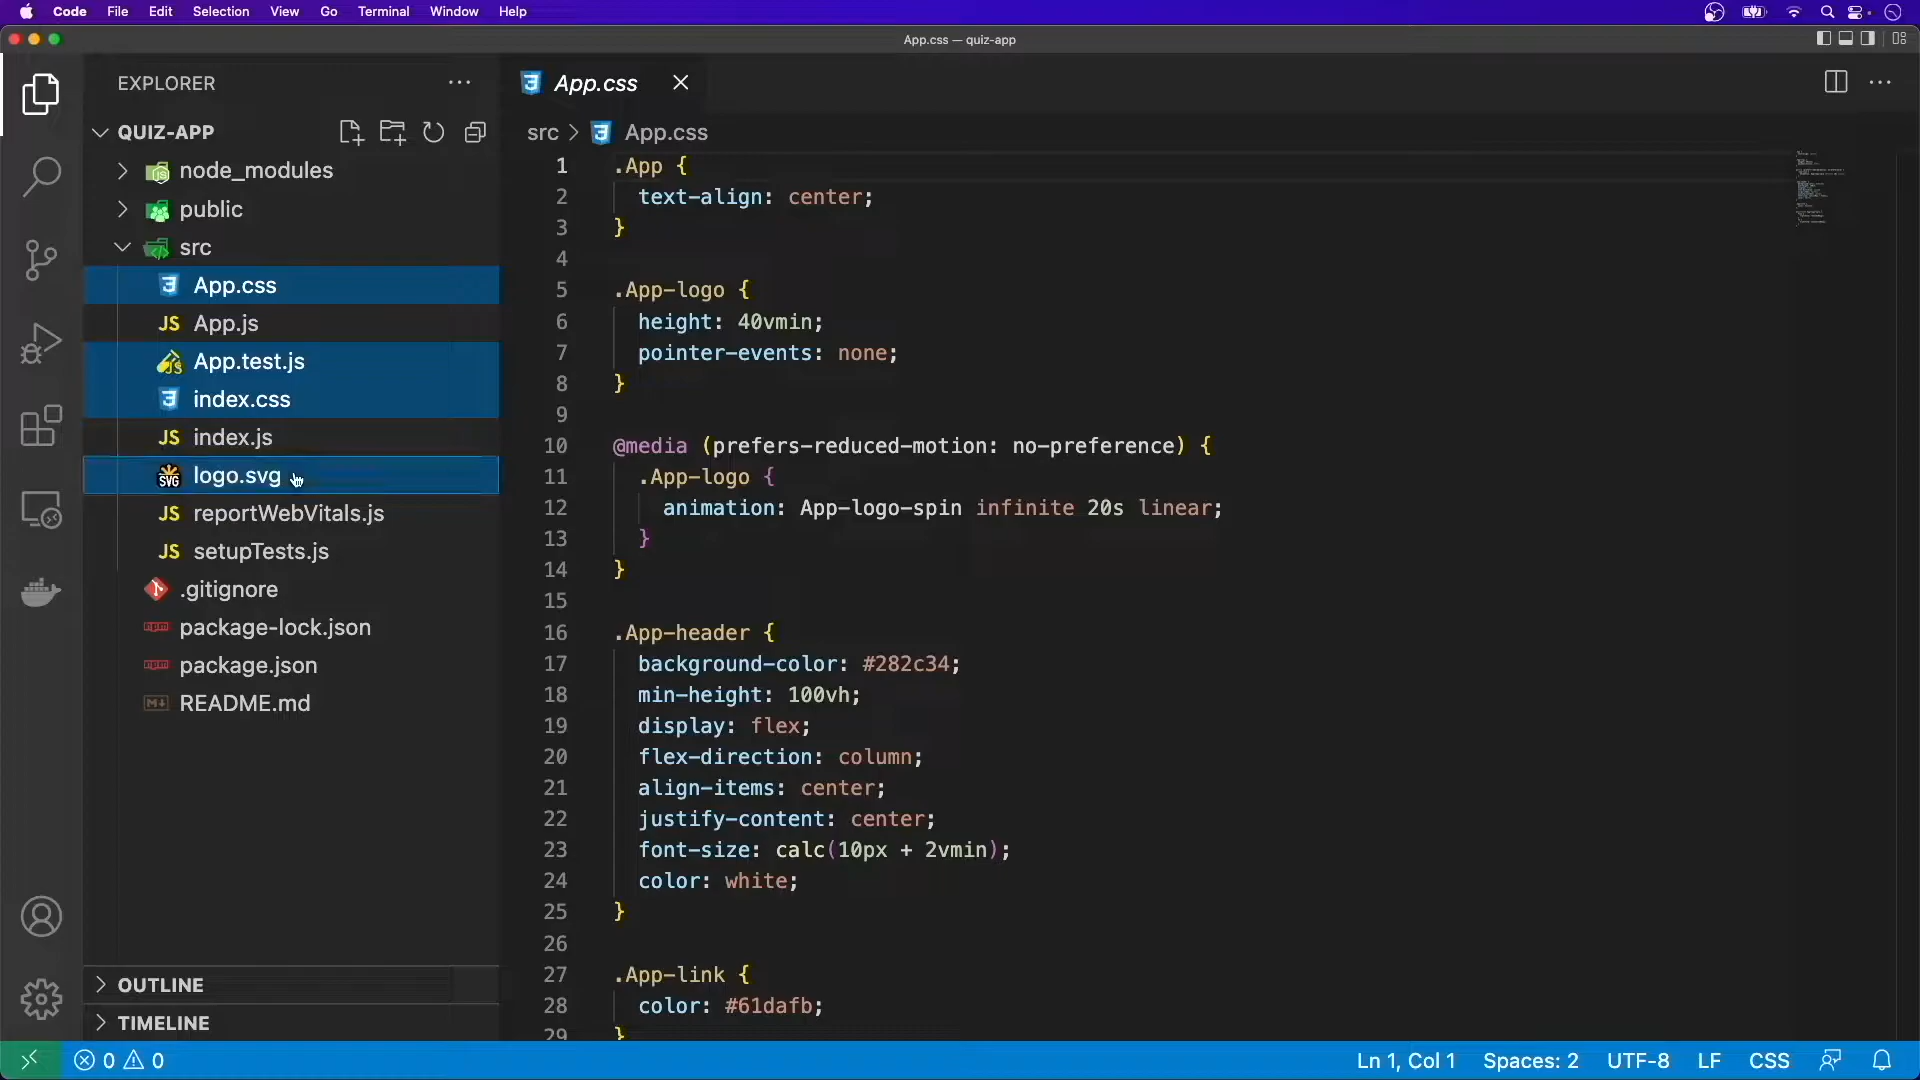 Code File Edit Selection View Go Terminal Window Help
App.css — quiz-app
EXPLORER
QUIZ-APP
node_modules
public
src
App.css
App.js
App.test.js
index.css
index.js
logo.svg
reportWebVitals.js
setupTests.js
.gitignore
package-lock.json
package.json
README.md
OUTLINE
TIMELINE
App.css
src > App.css
1 .App {
2 text-align: center;
3 }
4
5 .App-logo {
6 height: 40vmin;
7 pointer-events: none;
8 }
9
10 @media (prefers-reduced-motion: no-preference) {
11 .App-logo {
12 animation: App-logo-spin infinite 20s linear;
13 }
14 }
15
16 .App-header {
17 background-color: #282c34;
18 min-height: 100vh;
19 display: flex;
20 flex-direction: column;
21 align-items: center;
22 justify-content: center;
23 font-size: calc(10px + 2vmin);
24 color: white;
25 }
26
27 .App-link {
28 color: #61dafb;
29 }
0 0
Ln 1, Col 1 Spaces: 2 UTF-8 LF CSS